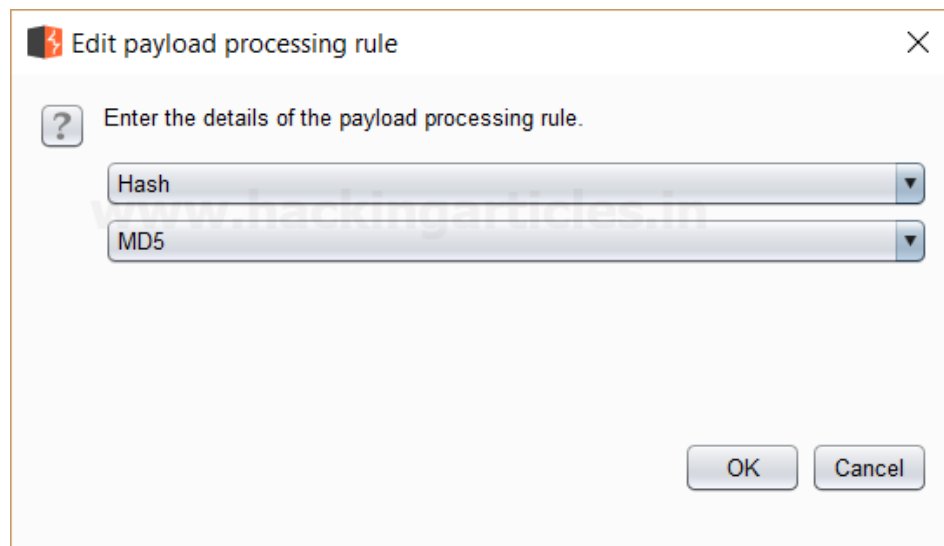 Edit payload processing rule
Enter the details of the payload processing rule.
Hash
www.hackingarticles.in
MD5
OK
Cancel